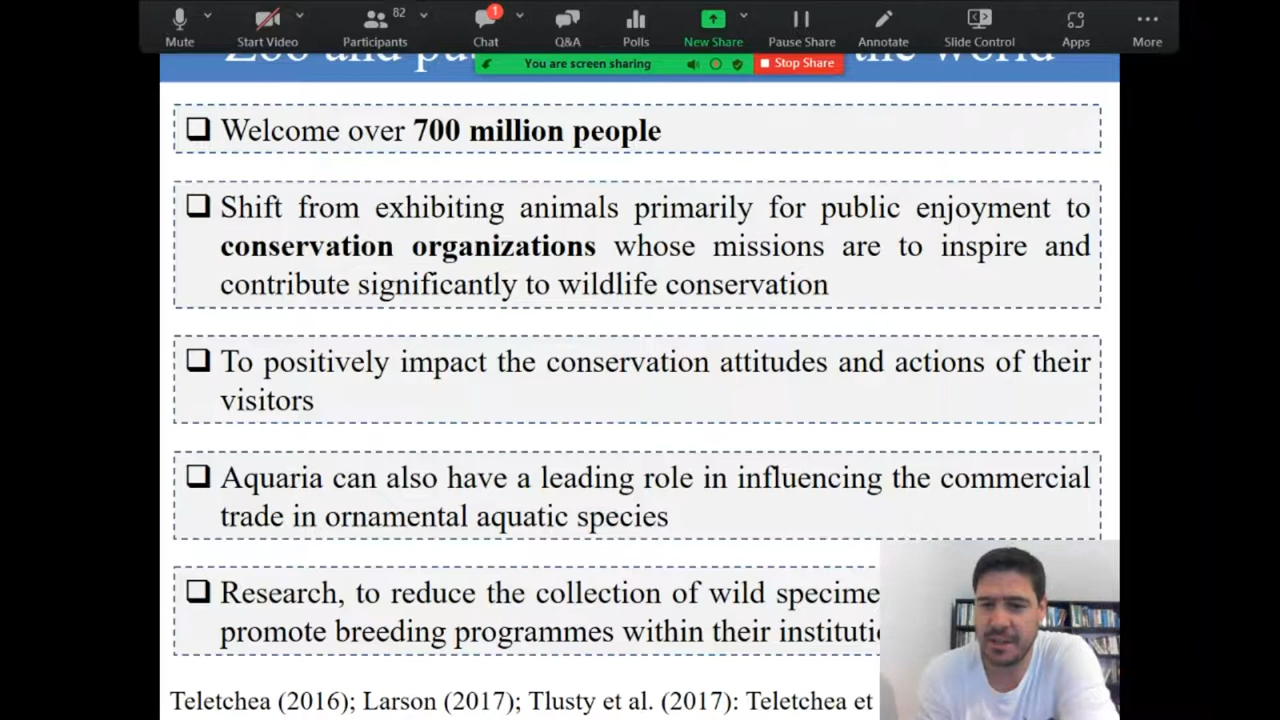 82
1
Mute
Start Video
Participants
Chat
Q&A
Polls
New Share
Pause Share
Annotate
Slide Control
Apps
More
Zoo and the world
You are screen sharing
Stop Share
Welcome over 700 million people
Shift from exhibiting animals primarily for public enjoyment to
conservation organizations whose missions are to inspire and
contribute significantly to wildlife conservation
To positively impact the conservation attitudes and actions of their
visitors
Aquaria can also have a leading role in influencing the commercial
trade in ornamental aquatic species
Research, to reduce the collection of wild specime
promote breeding programmes within their instituti
Teletchea (2016); Larson (2017); Tlusty et al. (2017): Teletchea et